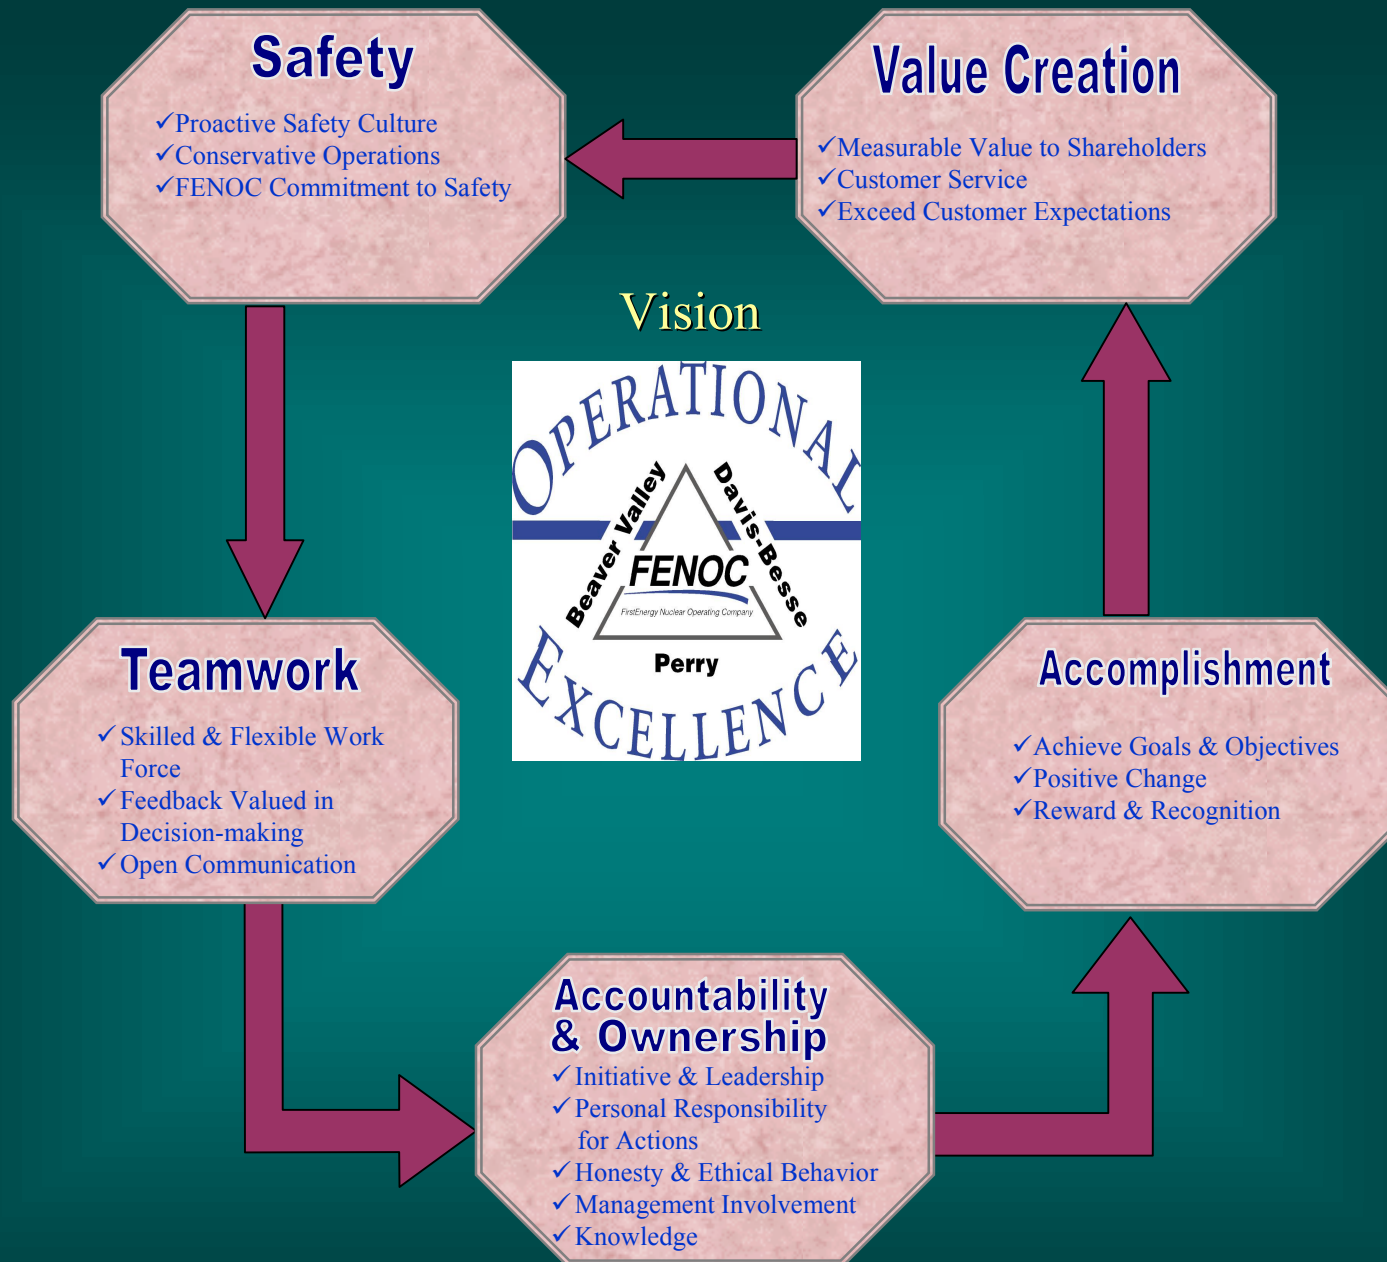 Safety
✓Proactive Safety Culture
✓Conservative Operations
✓FENOC Commitment to Safety
Value Creation
✓Measurable Value to Shareholders
✓Customer Service
✓Exceed Customer Expectations
Vision
OPERATIONAL
Beaver Valley
Davis-Besse
FENOC
FirstEnergy Nuclear Operating Company
Perry
EXCELLENCE
Teamwork
✓Skilled & Flexible Work
Force
✓Feedback Valued in
Decision-making
✓Open Communication
Accomplishment
✓Achieve Goals & Objectives
✓Positive Change
✓Reward & Recognition
Accountability
& Ownership
✓Initiative & Leadership
✓Personal Responsibility
for Actions
✓Honesty & Ethical Behavior
✓Management Involvement
✓Knowledge